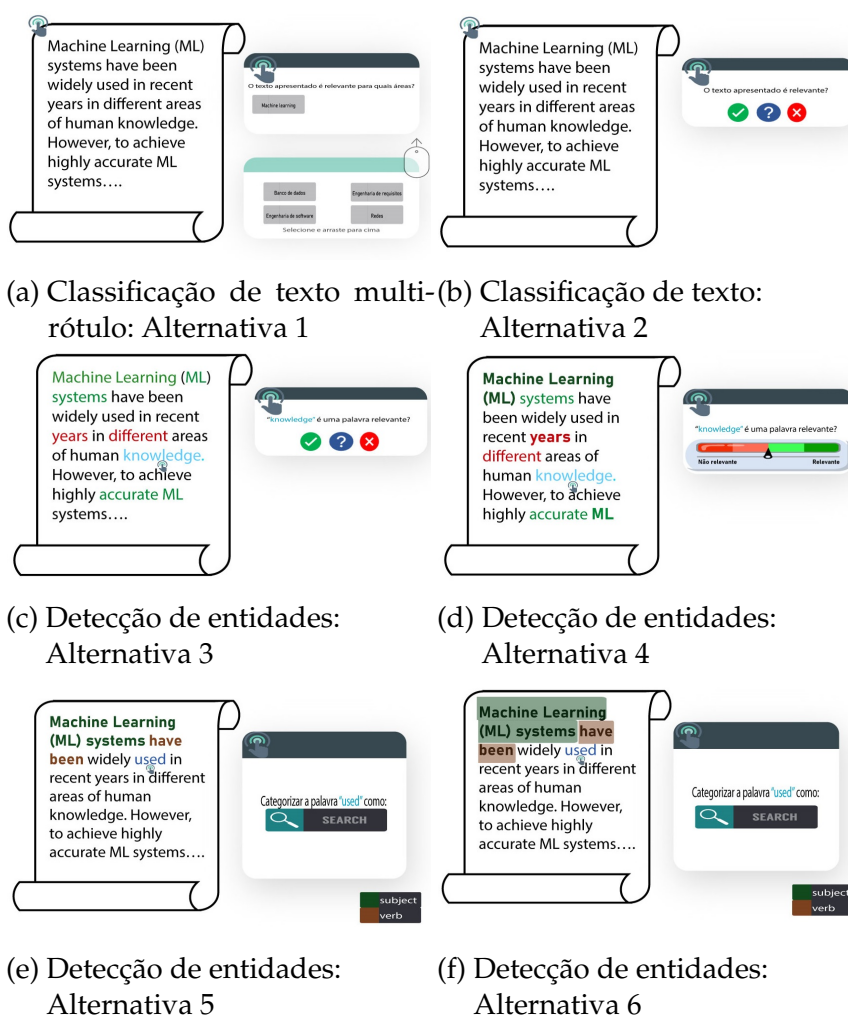 Machine Learning (ML)
systems have been
widely used in recent
years in different areas
of human knowledge.
However, to achieve
highly accurate ML
systems....
O texto apresentado é relevante para quais áreas?
Machine learning
Banco de dados
Engenharia de requisitos
Engenharia de software
Redes
Selecione e arraste para cima
Machine Learning (ML)
systems have been
widely used in recent
years in different areas
of human knowledge.
However, to achieve
highly accurate ML
systems....
O texto apresentado é relevante?
?
(a) Classificação de texto multi-
rótulo: Alternativa 1
(b) Classificação de texto:
Alternativa 2
Machine Learning (ML)
systems have been
widely used in recent
years in different areas
of human knowledge.
However, to achieve
highly accurate ML
systems....
"knowledge" é uma palavra relevante?
?
Machine Learning
(ML) systems have
been widely used in
recent years in
different areas of
human knowledge.
However, to achieve
highly accurate ML
"knowledge" é uma palavra relevante?
Não relevante
Relevante
(c) Detecção de entidades:
Alternativa 3
(d) Detecção de entidades:
Alternativa 4
Machine Learning
(ML) systems have
been widely used in
recent years in different
areas of human
knowledge. However,
to achieve highly
accurate ML systems....
Categorizar a palavra "used" como:
SEARCH
subject
verb
Machine Learning
(ML) systems have
been widely used in
recent years in different
areas of human
knowledge. However,
to achieve highly
accurate ML systems....
Categorizar a palavra "used" como:
SEARCH
subject
verb
(e) Detecção de entidades:
Alternativa 5
(f) Detecção de entidades:
Alternativa 6